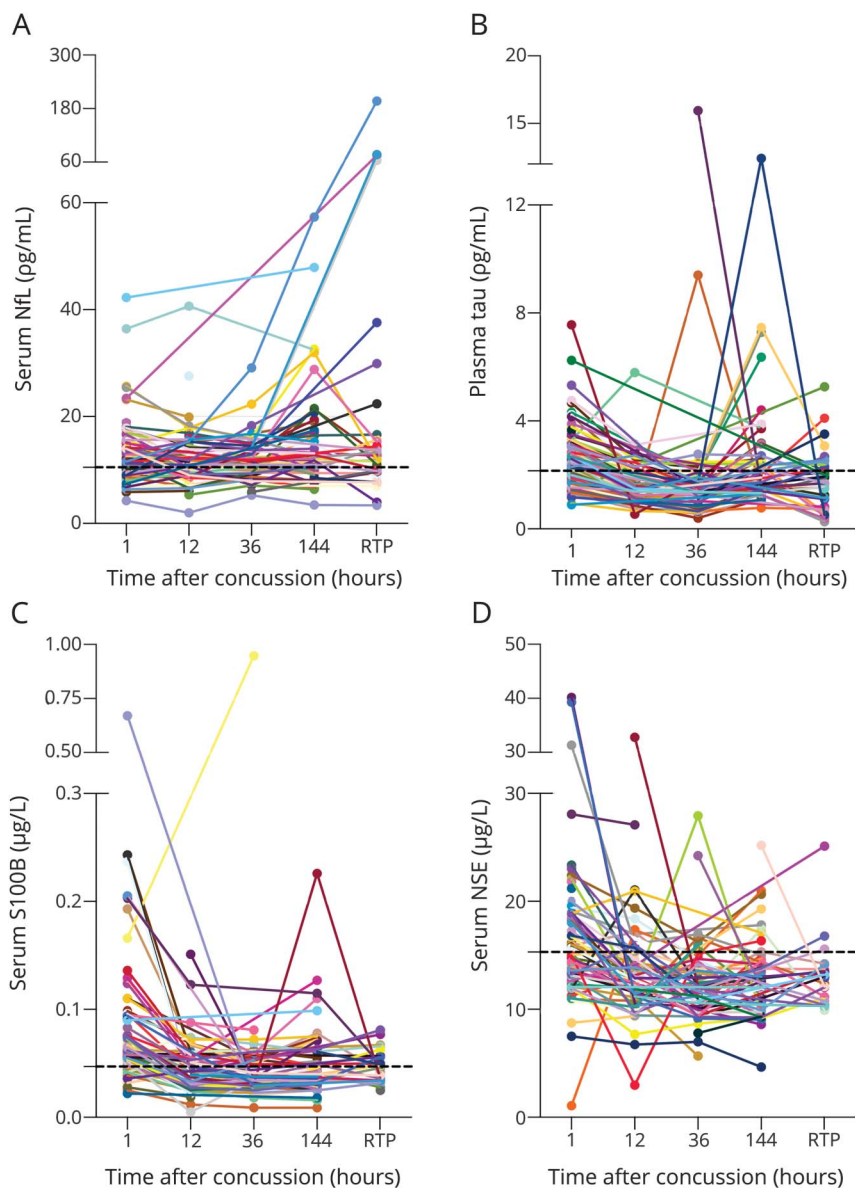 A
300
180
60
60
40
20
0
Serum NfL (ρg/mL)
1 12 36 144 RTP
Time after concussion (hours)
B
20
15
12
8
4
0
Plasma tau (ρg/mL)
1 12 36 144 RTP
Time after concussion (hours)
C
1.00
0.75
0.50
0.3
0.2
0.1
0.0
Serum S100B (μg/L)
1 12 36 144 RTP
Time after concussion (hours)
D
50
40
30
30
20
10
0
Serum NSE (μg/L)
1 12 36 144 RTP
Time after concussion (hours)